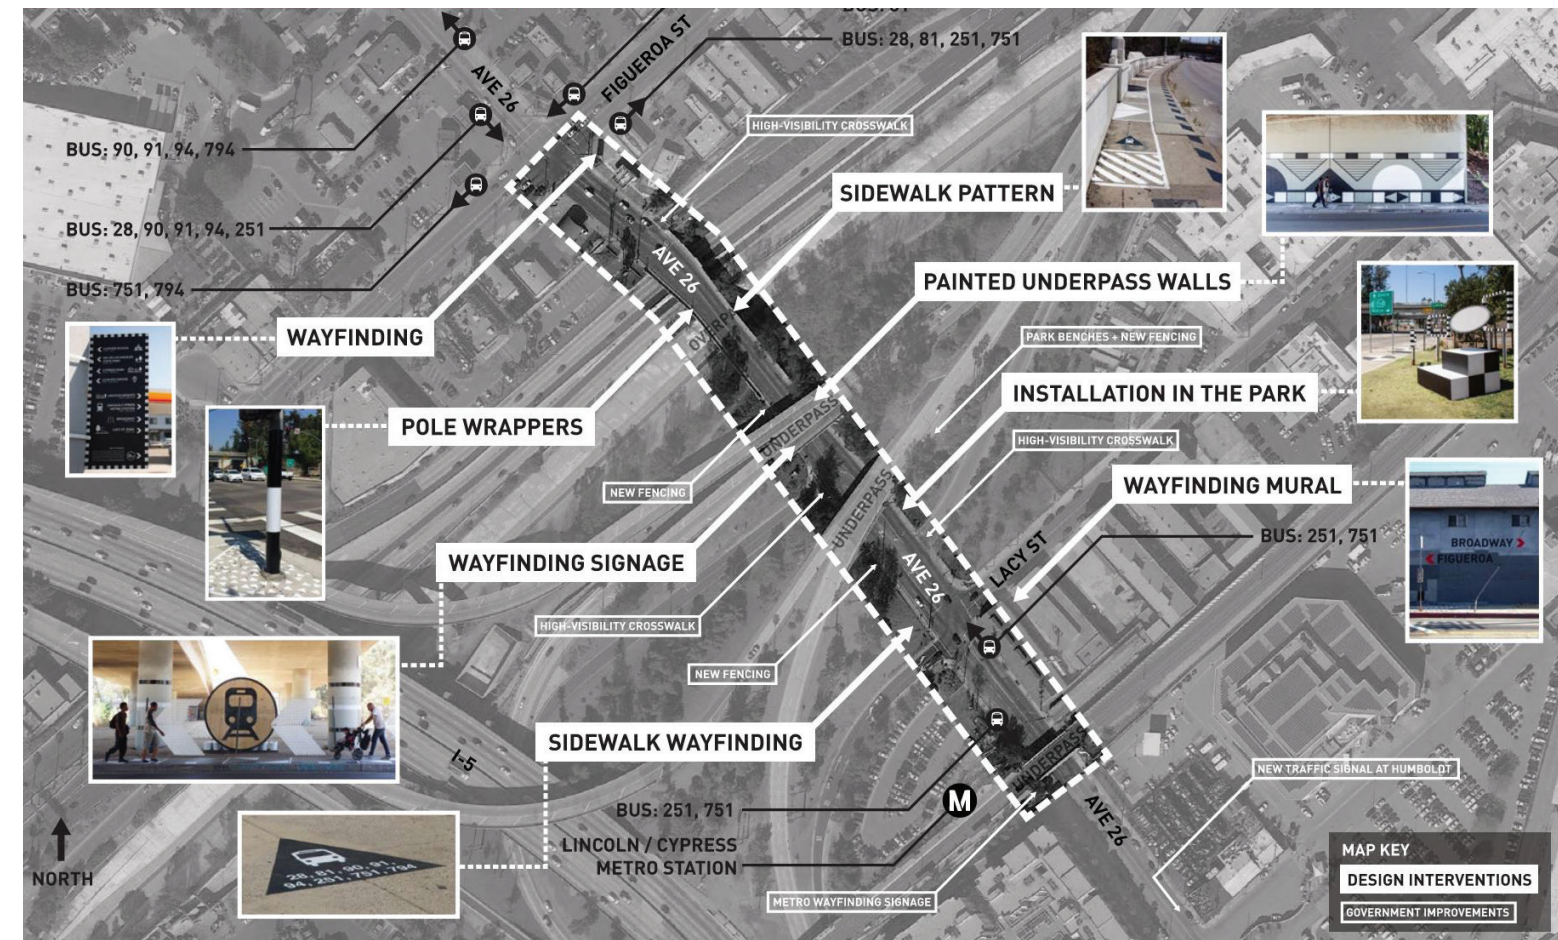 BUS: 28, 81, 251, 751
FIGUEROA ST
AVE 26
BUS: 90, 91, 94, 794
HIGH-VISIBILITY CROSSWALK
SIDEWALK PATTERN
BUS: 28, 90, 91, 94, 251
AVE 26
PAINTED UNDERPASS WALLS
BUS: 751, 794
WAYFINDING
PARK BENCHES + NEW FENCING
INSTALLATION IN THE PARK
POLE WRAPPERS
UNDERPASS
HIGH-VISIBILITY CROSSWALK
NEW FENCING
WAYFINDING MURAL
UNDERPASS
BUS: 251, 751
BROADWAY
FIGUEROA
WAYFINDING SIGNAGE
LACY ST
AVE 26
HIGH-VISIBILITY CROSSWALK
NEW FENCING
SIDEWALK WAYFINDING
I-5
UNDERPASS
NEW TRAFFIC SIGNAL AT HUMBOLDT
M
BUS: 251, 751
AVE 26
LINCOLN / CYPRESS
METRO STATION
28, 81, 90, 91,
94, 251, 751, 794
NORTH
METRO WAYFINDING SIGNAGE
MAP KEY
DESIGN INTERVENTIONS
GOVERNMENT IMPROVEMENTS